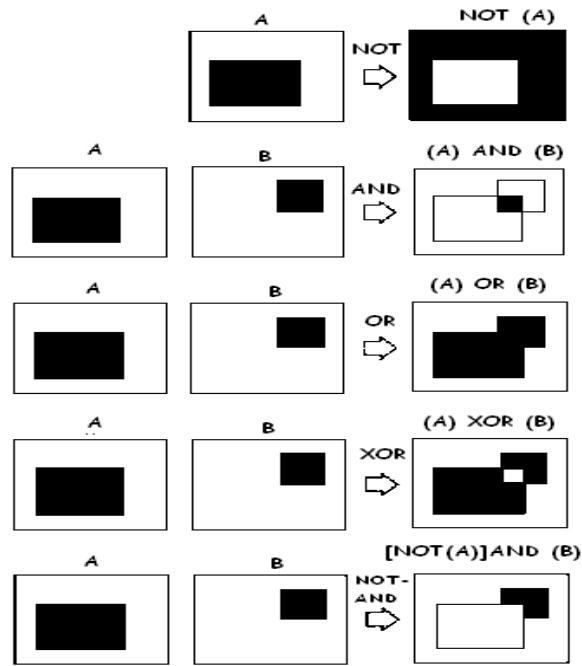 A
NOT
NOT (A)
A
B
AND
(A) AND (B)
A
B
OR
(A) OR (B)
A
B
XOR
(A) XOR (B)
A
B
NOT-
AND
[NOT(A)]AND (B)